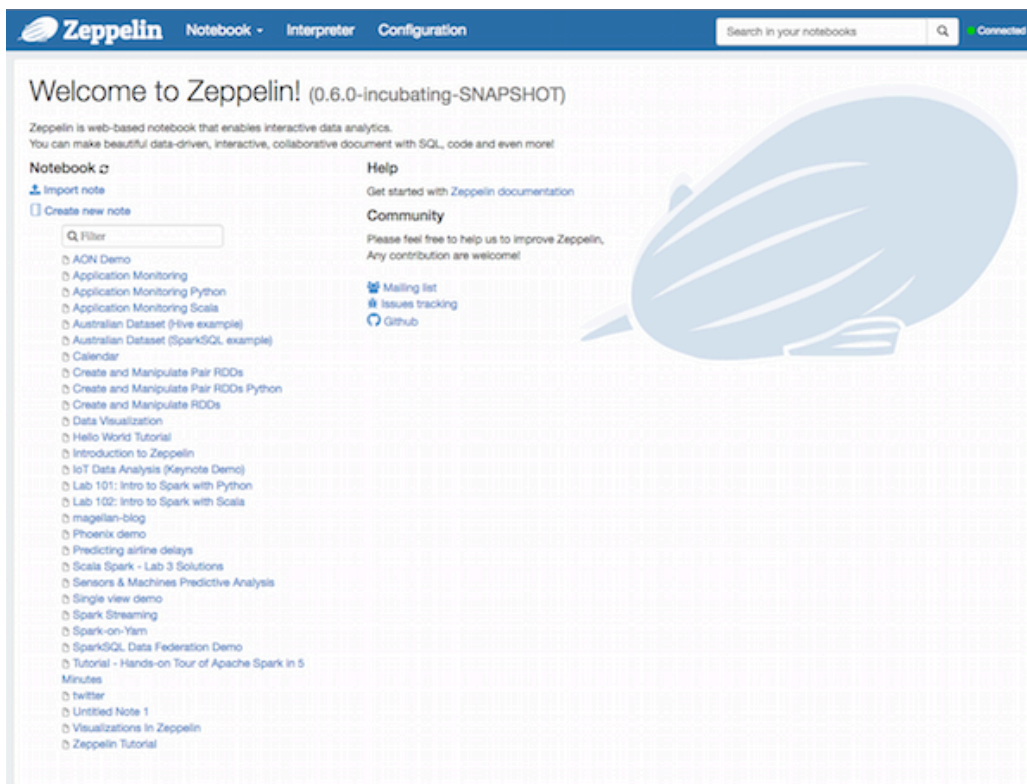 Zeppelin Notebook Interpreter Configuration Search in your notebooks Connected
Welcome to Zeppelin! (0.6.0-incubating-SNAPSHOT)
Zeppelin is web-based notebook that enables interactive data analytics.
You can make beautiful data-driven, interactive, collaborative document with SQL, code and even more!
Notebook
Import note
Create new note
Filter
AON Demo
Application Monitoring
Application Monitoring Python
Application Monitoring Scala
Australian Dataset (Hive example)
Australian Dataset (SparkSQL example)
Calendar
Create and Manipulate Pair RDDs
Create and Manipulate Pair RDDs Python
Create and Manipulate RDDs
Data Visualization
Hello World Tutorial
Introduction to Zeppelin
IoT Data Analysis (Keynote Demo)
Lab 101: Intro to Spark with Python
Lab 102: Intro to Spark with Scala
magellan-blog
Phoenix demo
Predicting airline delays
Scala Spark - Lab 3 Solutions
Sensors & Machines Predictive Analysis
Single view demo
Spark Streaming
Spark-on-Yarn
SparkSQL Data Federation Demo
Tutorial - Hands-on Tour of Apache Spark in 5
Minutes
twitter
Untitled Note 1
Visualizations In Zeppelin
Zeppelin Tutorial
Help
Get started with Zeppelin documentation
Community
Please feel free to help us to improve Zeppelin,
Any contribution are welcome!
Mailing list
Issues tracking
Github